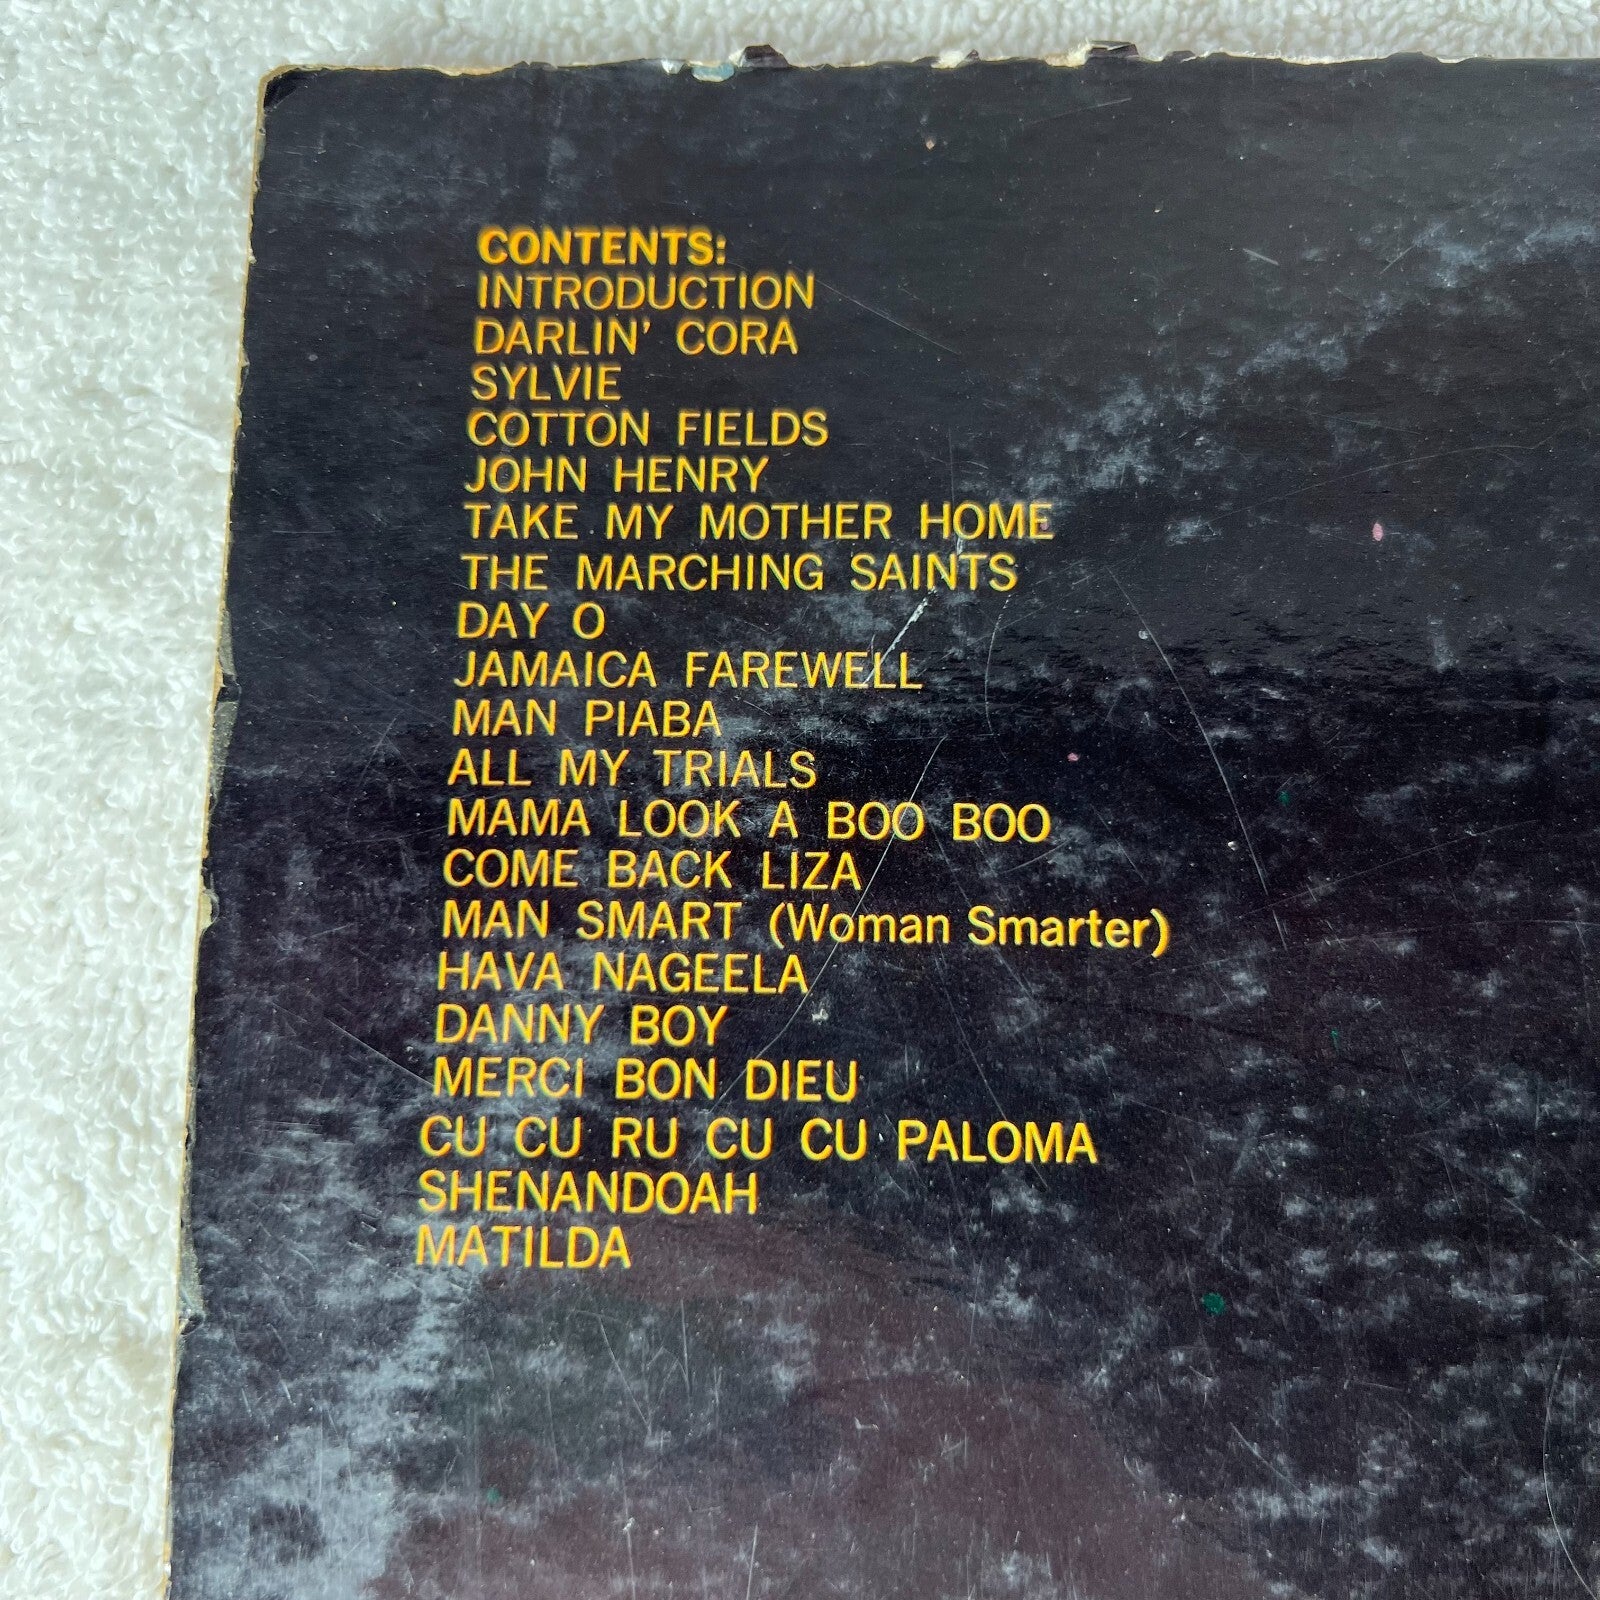 CONTENTS:
INTRODUCTION
DARLIN' CORA
SYLVIE
COTTON FIELDS
JOHN HENRY
TAKE MY MOTHER HOME
THE MARCHING SAINTS
DAY O
JAMAICA FAREWELL
MAN PIABA
ALL MY TRIALS
MAMA LOOK A BOO BOO
COME BACK LIZA
MAN SMART (Woman Smarter)
HAVA NAGEELA
DANNY BOY
MERCI BON DIEU
CU CU RU CU CU PALOMA
SHENANDOAH
MATILDA